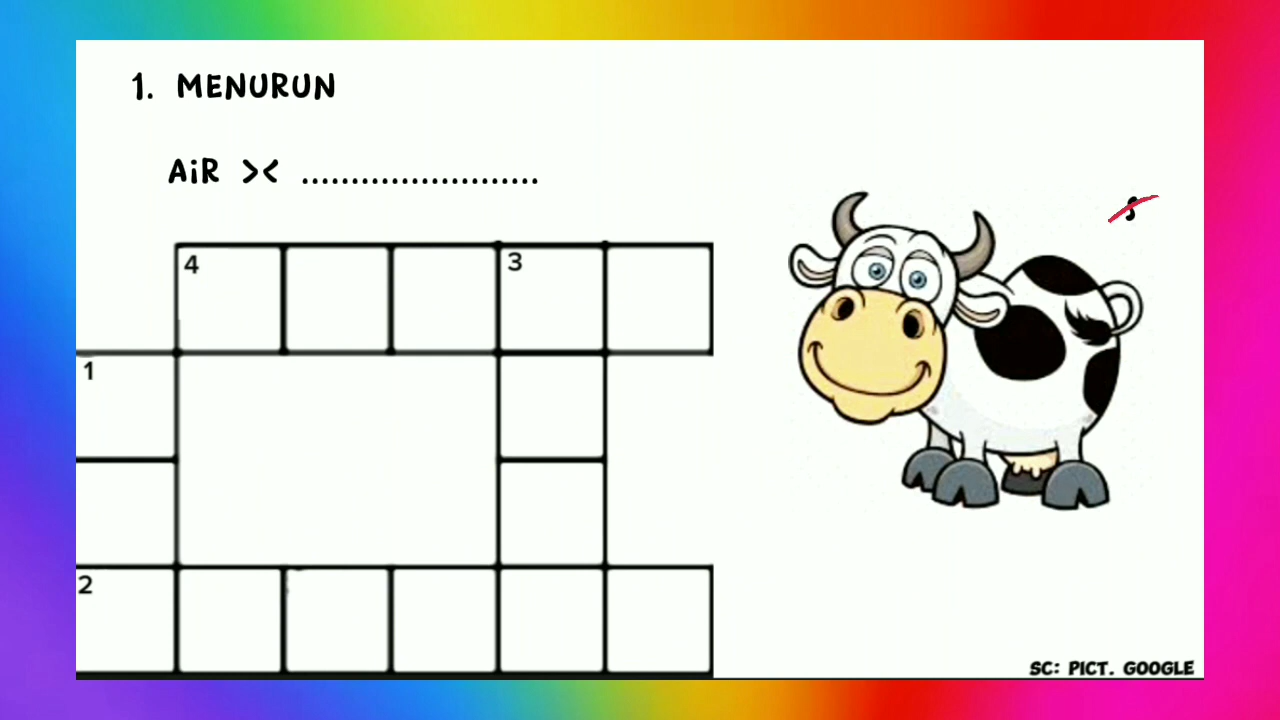 1. MENURUN
AiR >< ........................
4 3
1
2
SC: PICT. GOOGLE